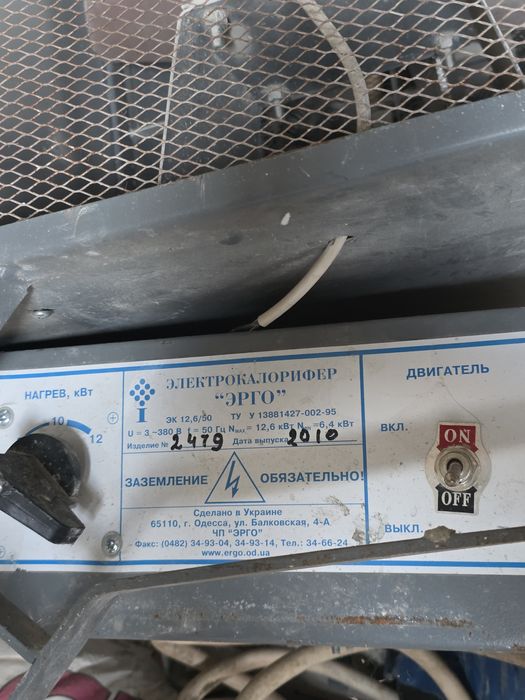 НАГРЕВ, кВт
10
12
ЭЛЕКТРОКАЛОРИФЕР
"ЭРГО"
ЭК 12,6/50 ТУ У 13881427-002-95
U = 3 ~380 В f = 50 Гц Nмах= 12,6 кВт Nмин=6,4 кВт
Изделие № 2479 Дата выпуска 2010
ЗАЗЕМЛЕНИЕ ОБЯЗАТЕЛЬНО!
Сделано в Украине
65110, г. Одесса, ул. Балковская, 4-А
ЧП "ЭРГО"
Факс: (0482) 34-93-04, 34-93-14, Тел.: 34-66-24
www.ergo.od.ua
ДВИГАТЕЛЬ
ВКЛ.
ON
OFF
ВЫКЛ.